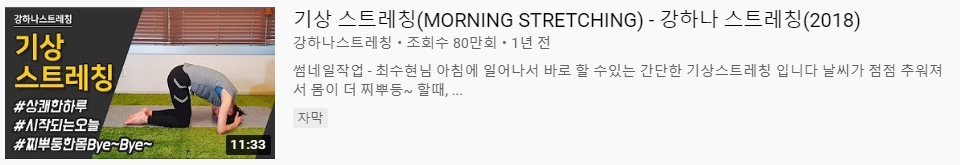 강하나스트레칭
기상
스트레칭
#상쾌한하루
#시작되는오늘
#찌뿌둥한몸Bye~Bye~
11:33
기상 스트레칭(MORNING STRETCHING) - 강하나 스트레칭(2018)
강하나스트레칭 • 조회수 80만회 • 1년 전
썸네일작업 - 최수현님 아침에 일어나서 바로 할 수있는 간단한 기상스트레칭 입니다 날씨가 점점 추워져
서 몸이 더 찌뿌등~ 할때, ...
자막